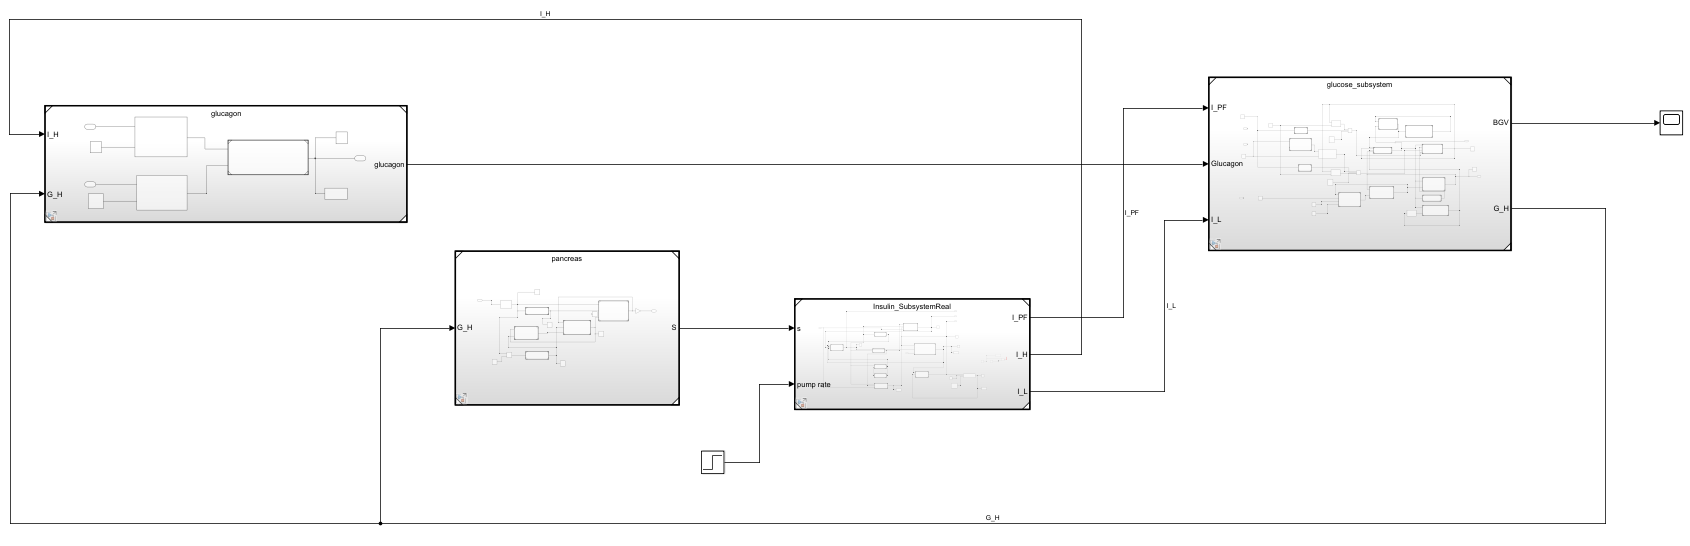 I_H
glucagon
I_H
glucagon
G_H
glucose_subsystem
I_PF
BGV
Glucagon
I_L
G_H
I_PF
pancreas
G_H
S
Insulin_SubsystemReal
s
pump rate
I_PF
I_H
I_L
I_L
G_H